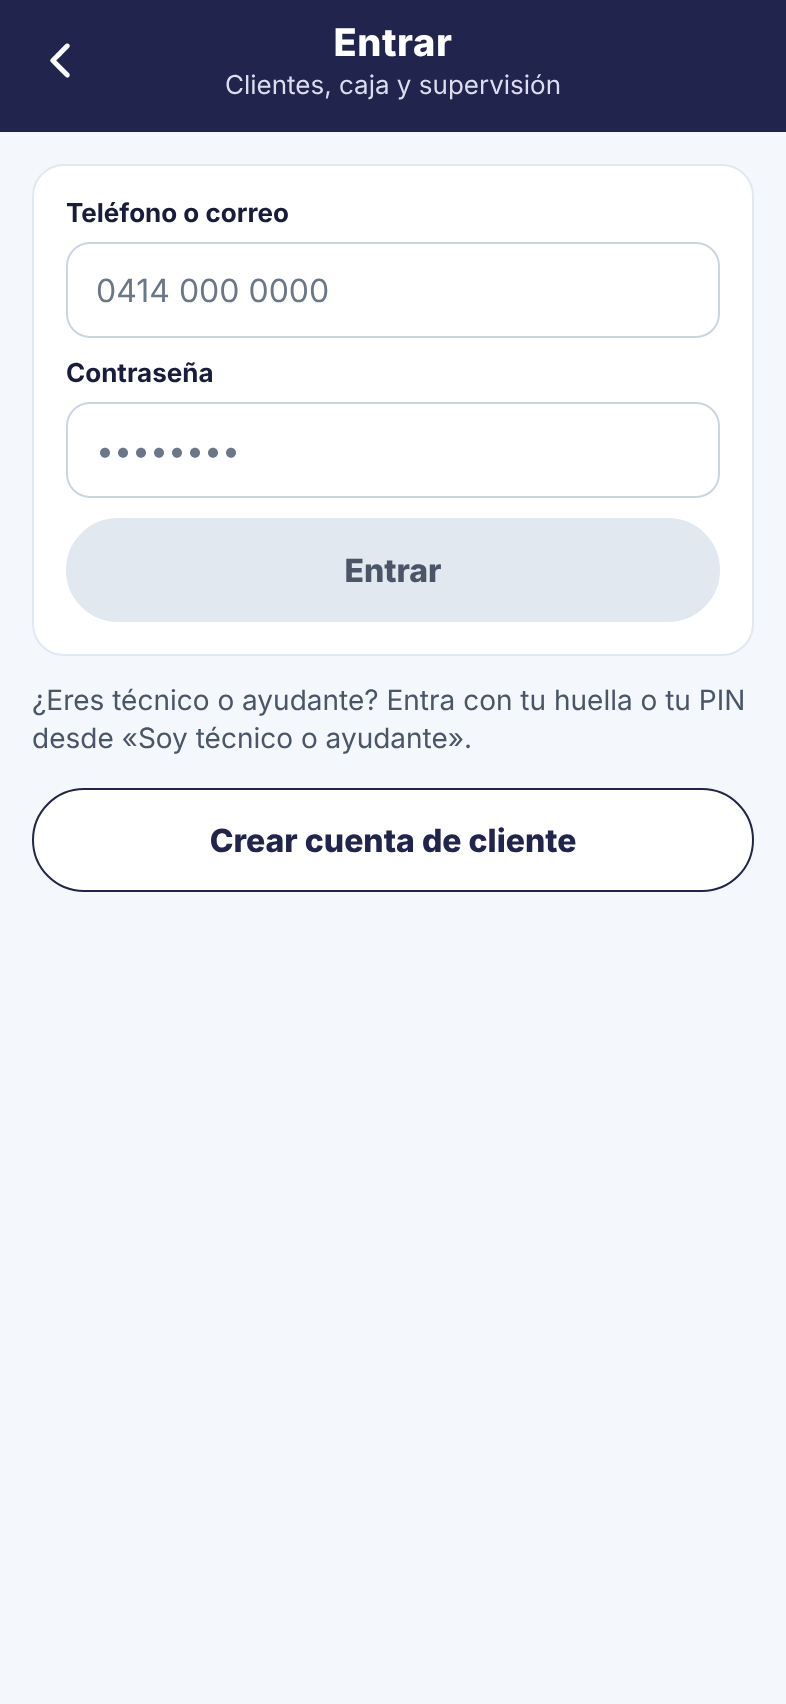 Entrar
Clientes, caja y supervisión
Teléfono o correo
0414 000 0000
Contraseña
••••••••
Entrar
¿Eres técnico o ayudante? Entra con tu huella o tu PIN
desde «Soy técnico o ayudante».
Crear cuenta de cliente